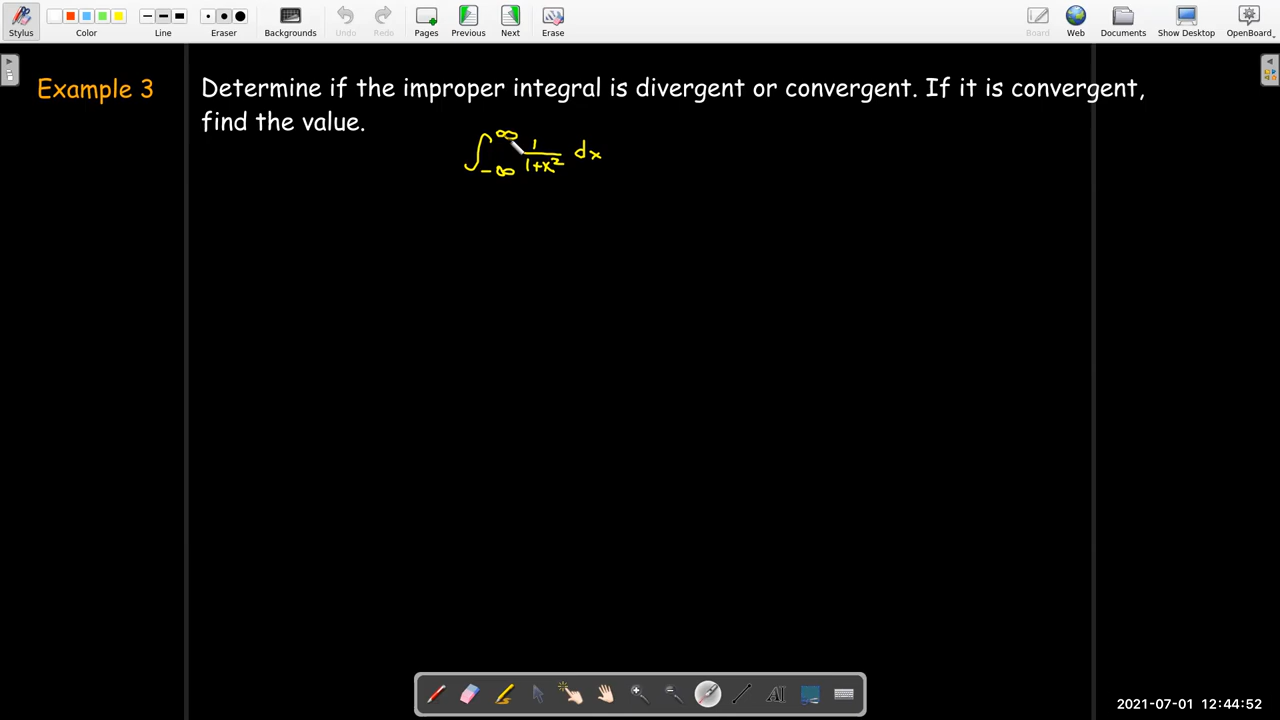 Stylus Color Line Eraser Backgrounds Undo Redo Pages Previous Next Erase Board Web Documents Show Desktop OpenBoard
Example 3 Determine if the improper integral is divergent or convergent. If it is convergent,
find the value.
∫_{-∞}^{∞} 1/(1+x²) dx
AI
2021-07-01 12:44:52